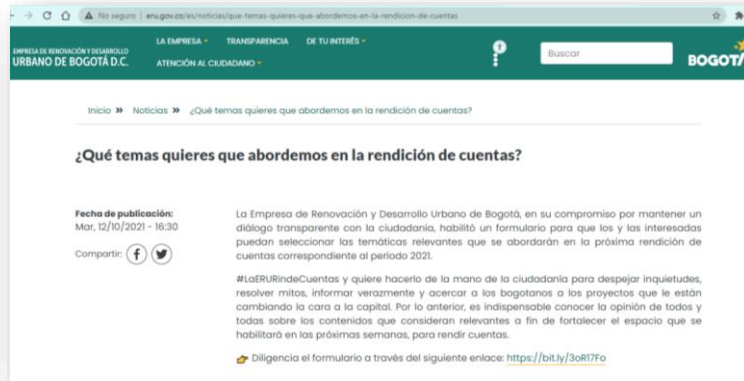 No seguro | eru.gov.co/es/noticias/que-temas-quieres-que-abordemos-en-la-rendicion-de-cuentas
EMPRESA DE RENOVACIÓN Y DESARROLLO
URBANO DE BOGOTÁ D.C.
LA EMPRESA
TRANSPARENCIA
DE TU INTERÉS
ATENCIÓN AL CIUDADANO
Buscar
BOGOTÁ
Inicio » Noticias » ¿Qué temas quieres que abordemos en la rendición de cuentas?
¿Qué temas quieres que abordemos en la rendición de cuentas?
Fecha de publicación:
Mar, 12/10/2021 - 16:30
Compartir:
La Empresa de Renovación y Desarrollo Urbano de Bogotá, en su compromiso por mantener un
diálogo transparente con la ciudadanía, habilitó un formulario para que los y las interesadas
puedan seleccionar las temáticas relevantes que se abordarán en la próxima rendición de
cuentas correspondiente al periodo 2021.
#LaERURindeCuentas y quiere hacerlo de la mano de la ciudadanía para despejar inquietudes,
resolver mitos, informar verazmente y acercar a los bogotanos a los proyectos que le están
cambiando la cara a la capital. Por lo anterior, es indispensable conocer la opinión de todos y
todas sobre los contenidos que consideran relevantes a fin de fortalecer el espacio que se
habilitará en las próximas semanas, para rendir cuentas.
👉 Diligencia el formulario a través del siguiente enlace: https://bit.ly/3oR17Fo